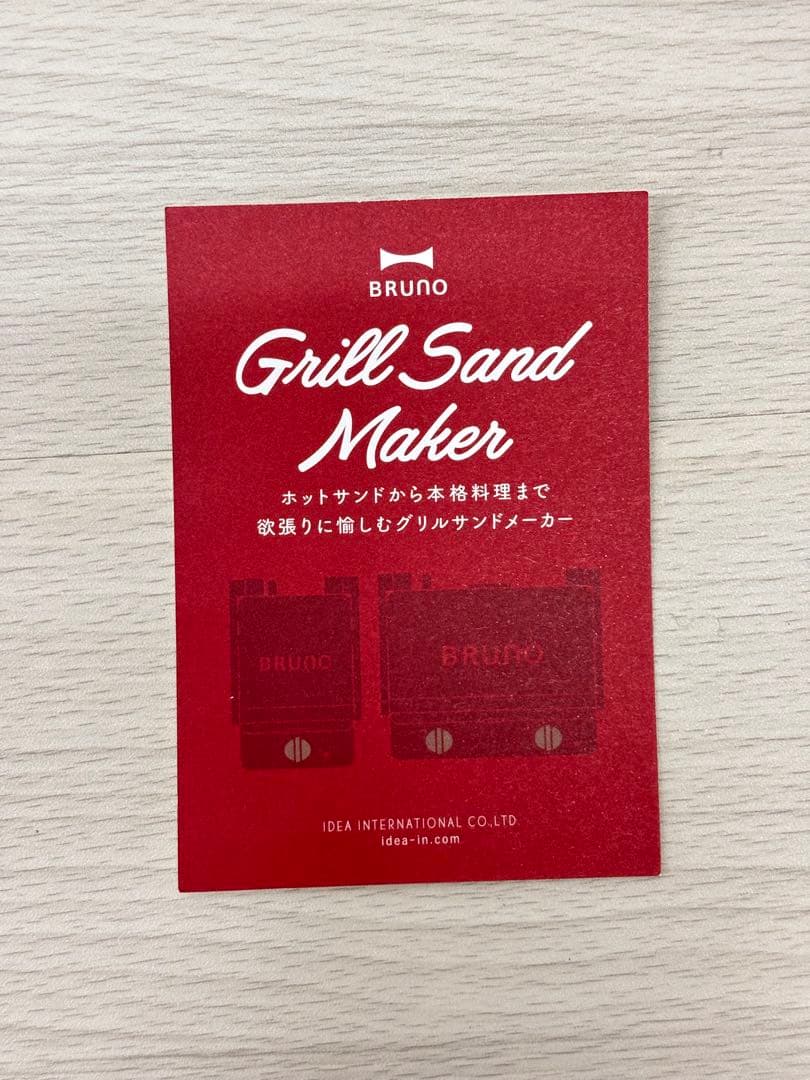 BRUNO
Grill Sand
Maker
ホットサンドから本格料理まで
欲張りに愉しむグリルサンドメーカー
BRUNO
BRUNO
IDEA INTERNATIONAL CO.,LTD
idea-in.com